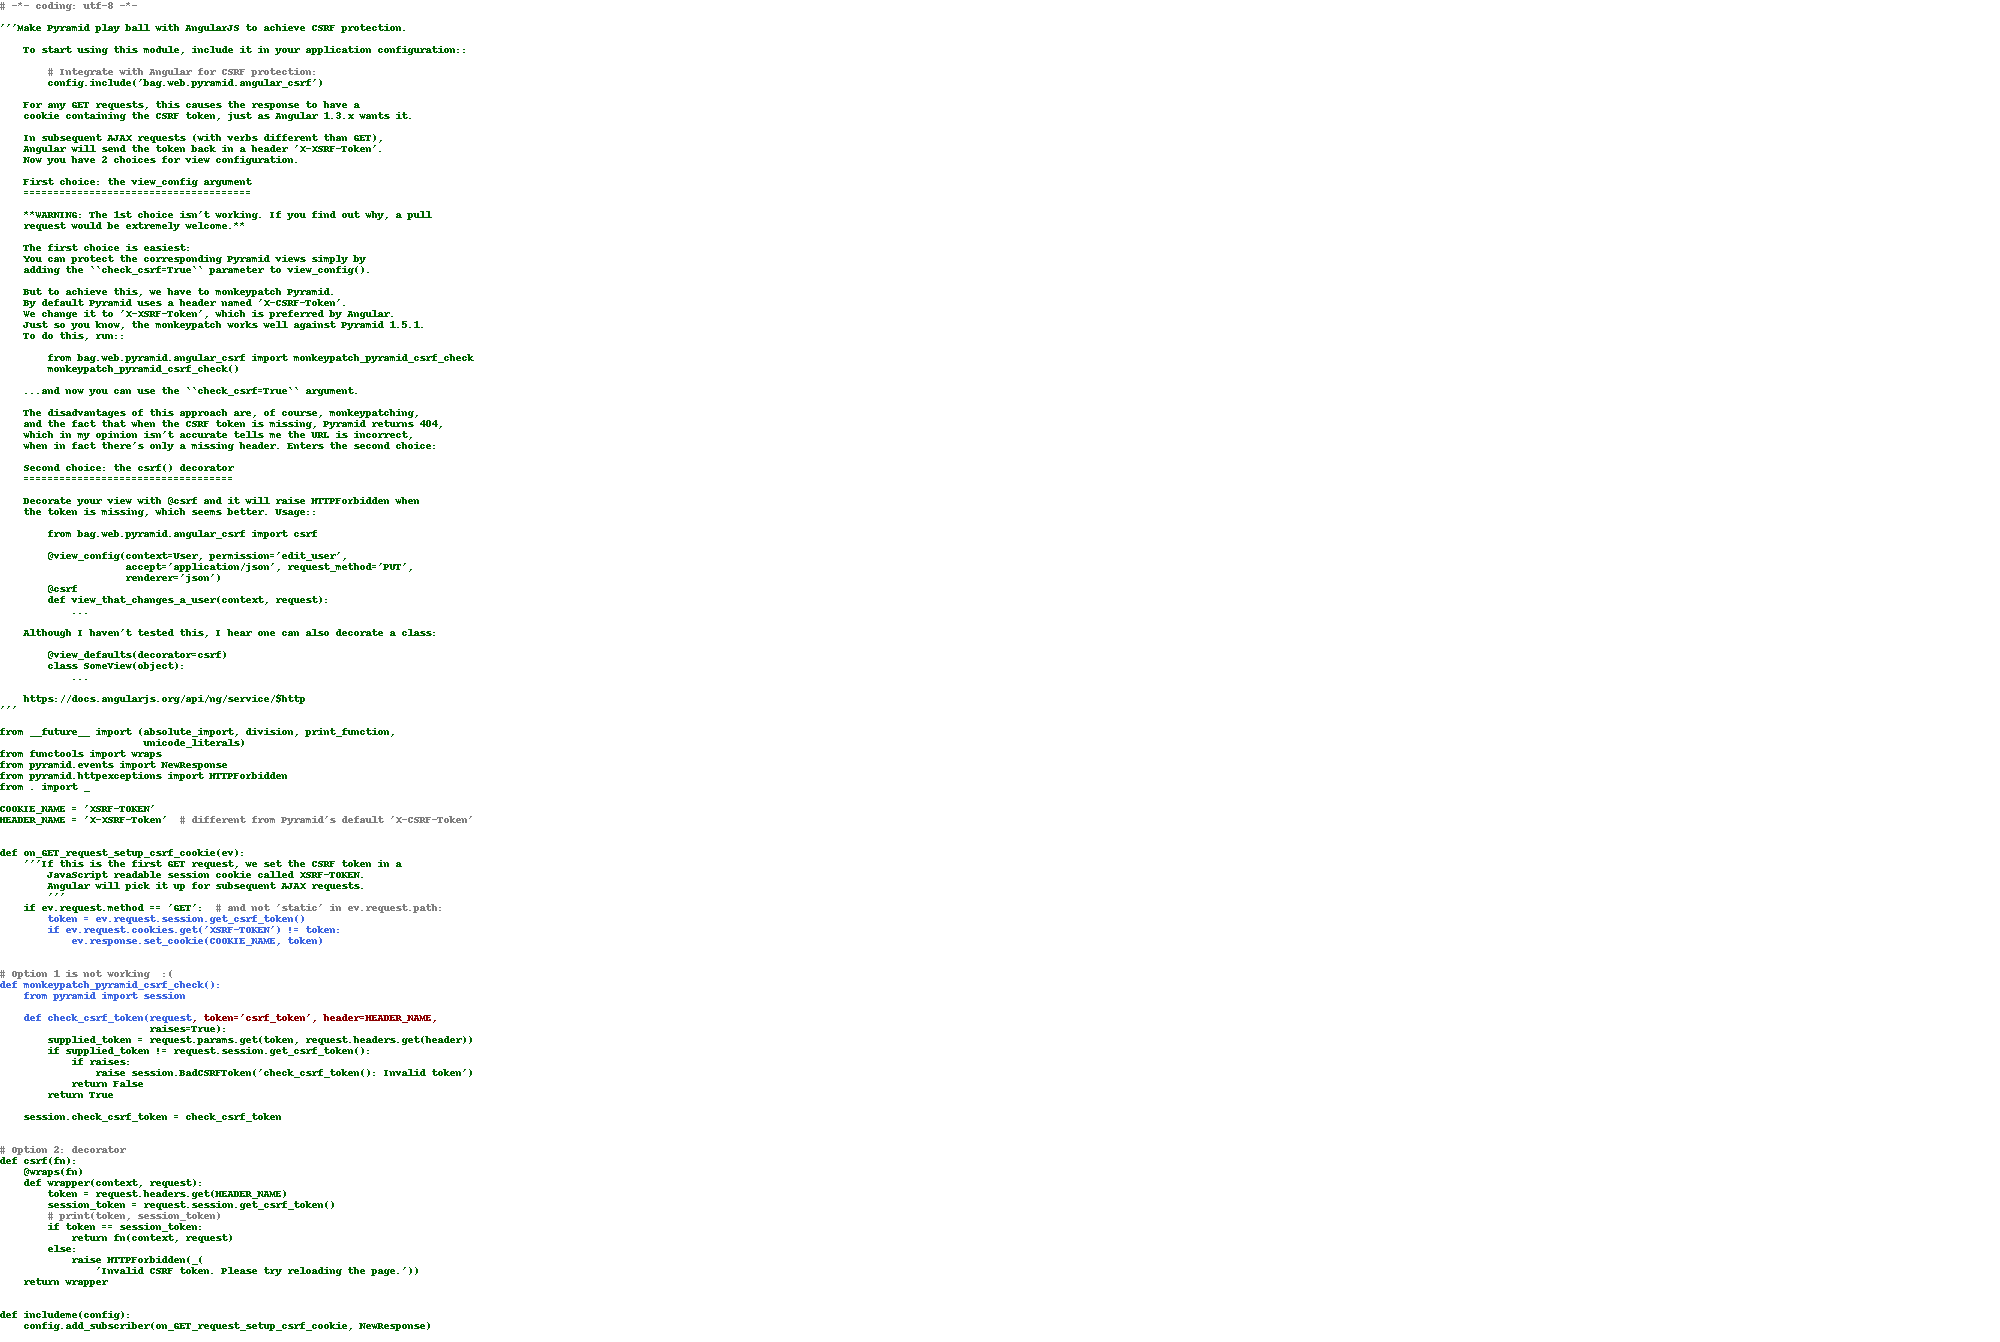 # -*- coding: utf-8 -*-

'''Make Pyramid play ball with AngularJS to achieve CSRF protection.

    To start using this module, include it in your application configuration::

        # Integrate with Angular for CSRF protection:
        config.include('bag.web.pyramid.angular_csrf')

    For any GET requests, this causes the response to have a
    cookie containing the CSRF token, just as Angular 1.3.x wants it.

    In subsequent AJAX requests (with verbs different than GET),
    Angular will send the token back in a header 'X-XSRF-Token'.
    Now you have 2 choices for view configuration.

    First choice: the view_config argument
    ======================================

    **WARNING: The 1st choice isn't working. If you find out why, a pull
    request would be extremely welcome.**

    The first choice is easiest:
    You can protect the corresponding Pyramid views simply by
    adding the ``check_csrf=True`` parameter to view_config().

    But to achieve this, we have to monkeypatch Pyramid.
    By default Pyramid uses a header named 'X-CSRF-Token'.
    We change it to 'X-XSRF-Token', which is preferred by Angular.
    Just so you know, the monkeypatch works well against Pyramid 1.5.1.
    To do this, run::

        from bag.web.pyramid.angular_csrf import monkeypatch_pyramid_csrf_check
        monkeypatch_pyramid_csrf_check()

    ...and now you can use the ``check_csrf=True`` argument.

    The disadvantages of this approach are, of course, monkeypatching,
    and the fact that when the CSRF token is missing, Pyramid returns 404,
    which in my opinion isn't accurate tells me the URL is incorrect,
    when in fact there's only a missing header. Enters the second choice:

    Second choice: the csrf() decorator
    ===================================

    Decorate your view with @csrf and it will raise HTTPForbidden when
    the token is missing, which seems better. Usage::

        from bag.web.pyramid.angular_csrf import csrf

        @view_config(context=User, permission='edit_user',
                     accept='application/json', request_method='PUT',
                     renderer='json')
        @csrf
        def view_that_changes_a_user(context, request):
            ...

    Although I haven't tested this, I hear one can also decorate a class:

        @view_defaults(decorator=csrf)
        class SomeView(object):
            ...

    https://docs.angularjs.org/api/ng/service/$http
'''

from __future__ import (absolute_import, division, print_function,
                        unicode_literals)
from functools import wraps
from pyramid.events import NewResponse
from pyramid.httpexceptions import HTTPForbidden
from . import _

COOKIE_NAME = 'XSRF-TOKEN'
HEADER_NAME = 'X-XSRF-Token'  # different from Pyramid's default 'X-CSRF-Token'


def on_GET_request_setup_csrf_cookie(ev):
    '''If this is the first GET request, we set the CSRF token in a
        JavaScript readable session cookie called XSRF-TOKEN.
        Angular will pick it up for subsequent AJAX requests.
        '''
    if ev.request.method == 'GET':  # and not 'static' in ev.request.path:
        token = ev.request.session.get_csrf_token()
        if ev.request.cookies.get('XSRF-TOKEN') != token:
            ev.response.set_cookie(COOKIE_NAME, token)


# Option 1 is not working  :(
def monkeypatch_pyramid_csrf_check():
    from pyramid import session

    def check_csrf_token(request, token='csrf_token', header=HEADER_NAME,
                         raises=True):
        supplied_token = request.params.get(token, request.headers.get(header))
        if supplied_token != request.session.get_csrf_token():
            if raises:
                raise session.BadCSRFToken('check_csrf_token(): Invalid token')
            return False
        return True

    session.check_csrf_token = check_csrf_token


# Option 2: decorator
def csrf(fn):
    @wraps(fn)
    def wrapper(context, request):
        token = request.headers.get(HEADER_NAME)
        session_token = request.session.get_csrf_token()
        # print(token, session_token)
        if token == session_token:
            return fn(context, request)
        else:
            raise HTTPForbidden(_(
                'Invalid CSRF token. Please try reloading the page.'))
    return wrapper


def includeme(config):
    config.add_subscriber(on_GET_request_setup_csrf_cookie, NewResponse)